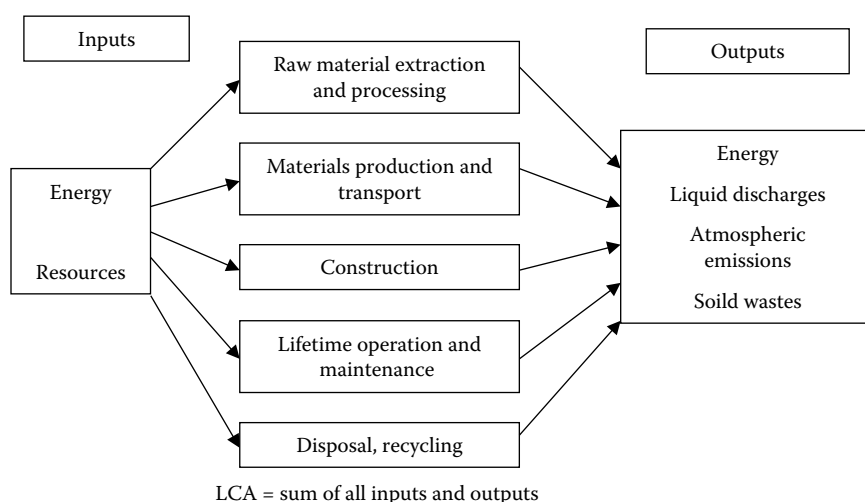 Inputs
Outputs
Raw material extraction
and processing
Materials production and
transport
Construction
Lifetime operation and
maintenance
Disposal, recycling
Energy
Resources
Energy
Liquid discharges
Atmospheric
emissions
Soild wastes
LCA = sum of all inputs and outputs